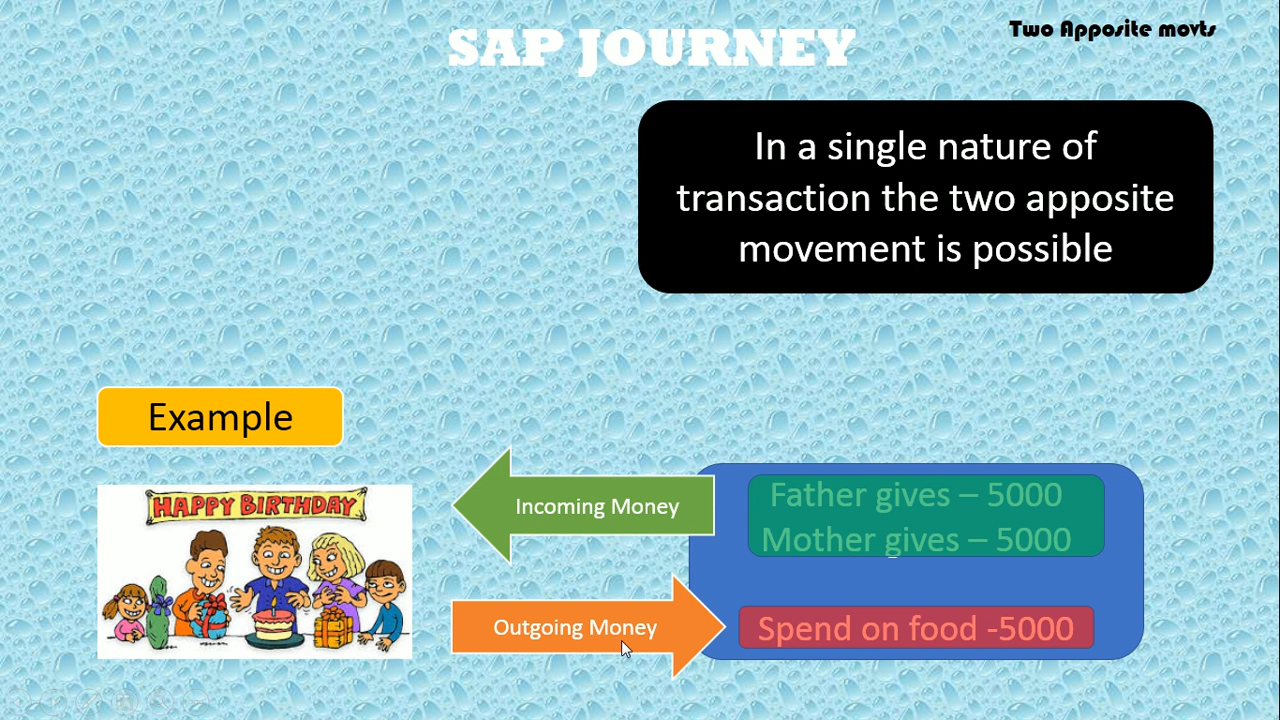 SAP JOURNEY
Two Apposite movts
In a single nature of
transaction the two apposite
movement is possible
Example
HAPPY BIRTHDAY
Incoming Money
Father gives – 5000
Mother gives – 5000
Outgoing Money
Spend on food -5000